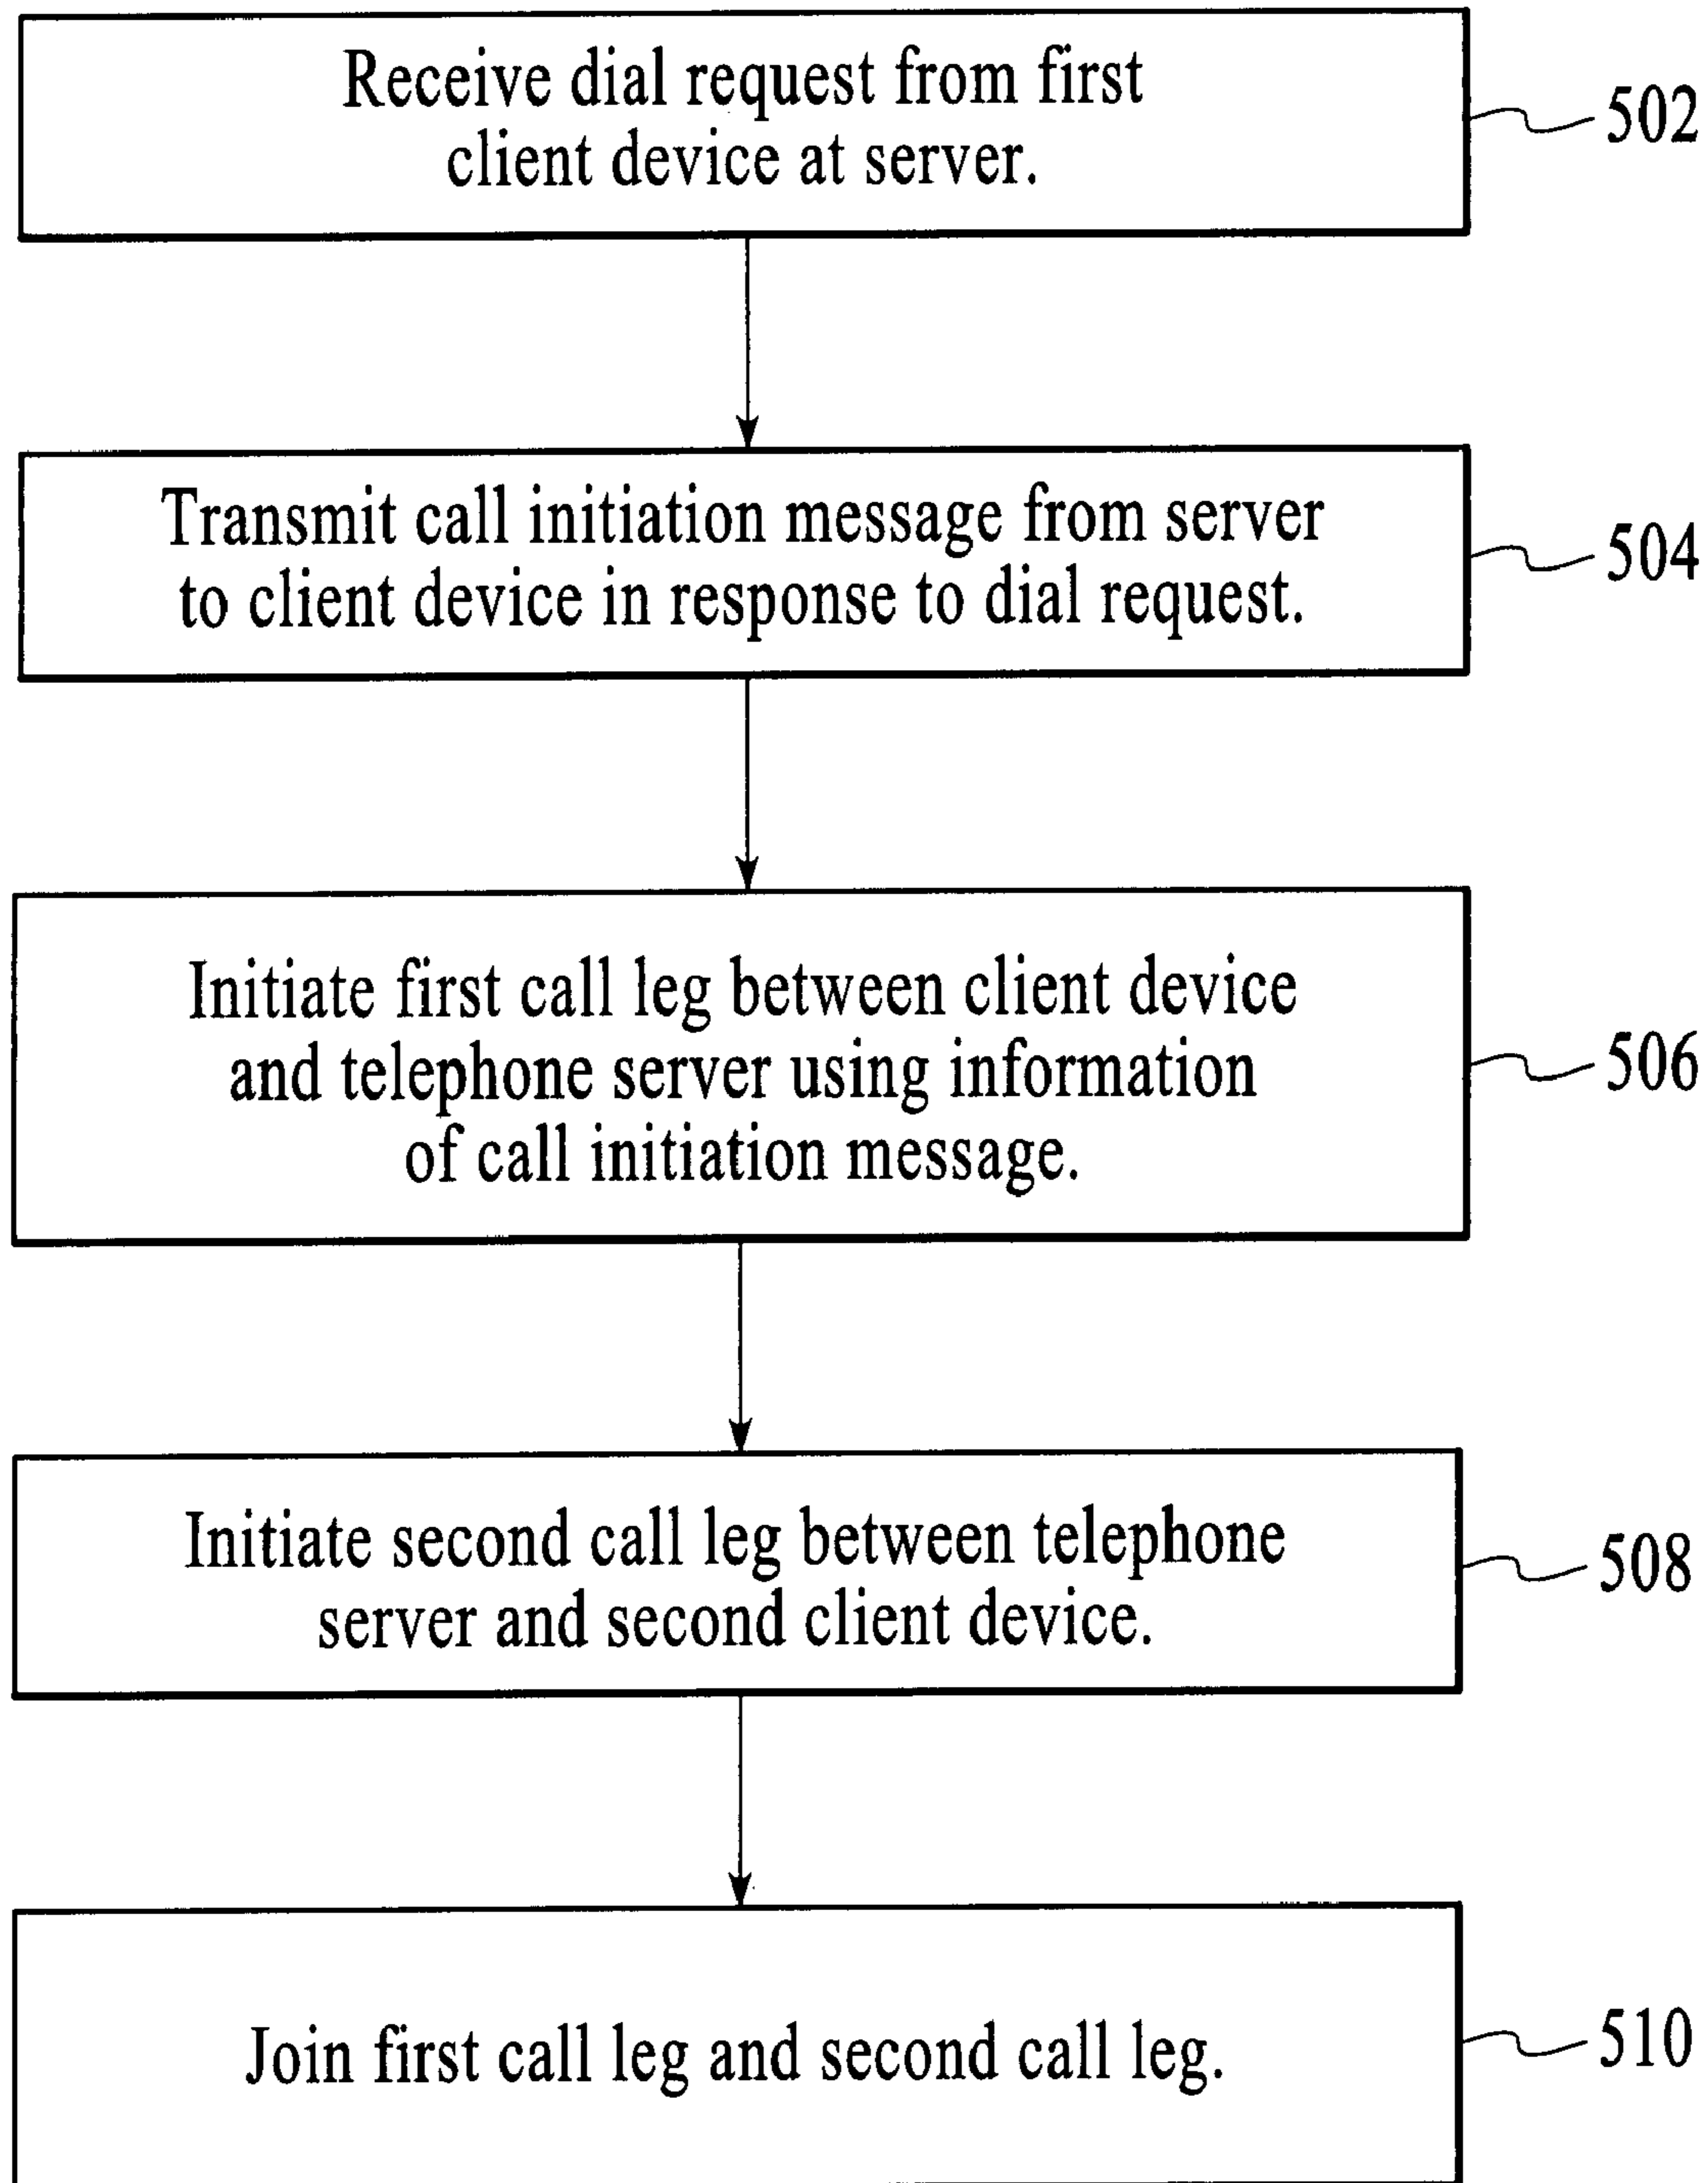 Receive dial request from first
client device at server.
502
Transmit call initiation message from server
to client device in response to dial request.
504
Initiate first call leg between client device
and telephone server using information
of call initiation message.
506
Initiate second call leg between telephone
server and second client device.
508
Join first call leg and second call leg.
510